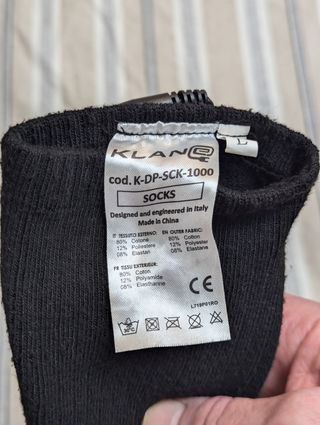 KLAN e
L
cod. K-DP-SCK-1000
SOCKS
Designed and engineered in Italy
Made in China
IT TESSUTO ESTERNO:
80% Cotone
12% Poliestere
08% Elastan
EN OUTER FABRIC:
80% Cotton
12% Polyester
08% Elastane
FR TISSU EXTERIEUR:
80% Coton
12% Polyamide
08% Elasthanne
CE
L719P01RO
30°C